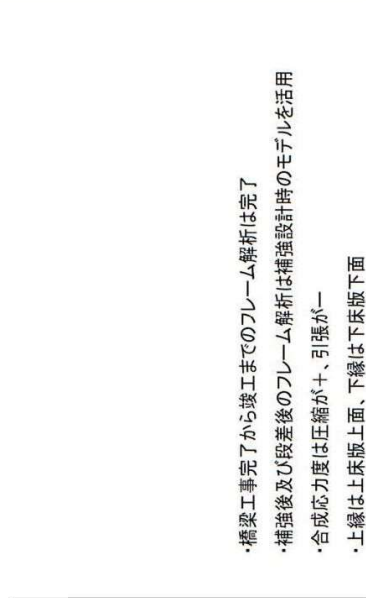 ・橋梁工事完了から竣工までのフレーム解析は完了
・補強後及び段差後のフレーム解析は補強設計時のモデルを活用
・合成応力度は圧縮が＋、引張がー
・上縁は上床版上面、下縁は下床版下面